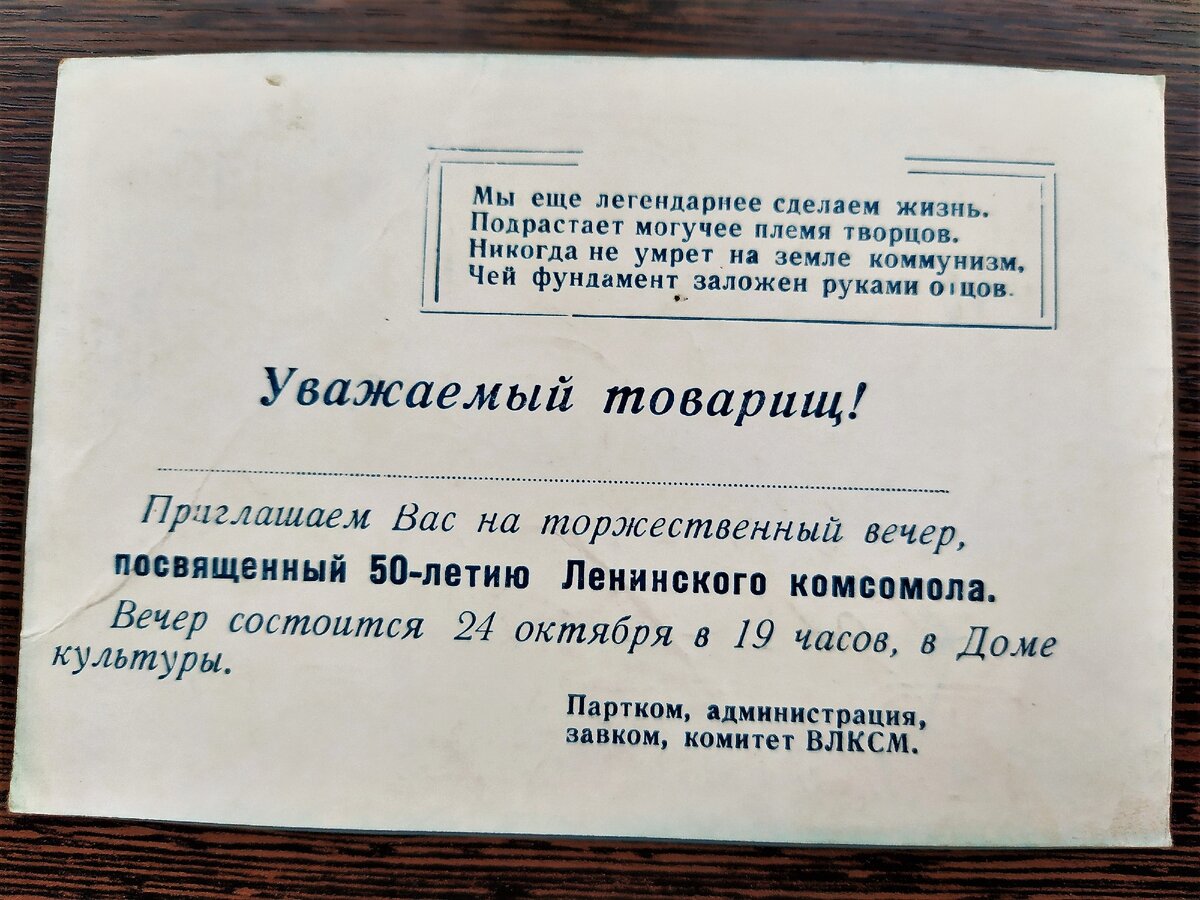 Мы еще легендарнее сделаем жизнь.
Подрастает могучее племя творцов.
Никогда не умрет на земле коммунизм,
Чей фундамент заложен руками отцов.
Уважаемый товарищ!
Приглашаем Вас на торжественный вечер,
посвященный 50-летию Ленинского комсомола.
Вечер состоится 24 октября в 19 часов, в Доме
культуры.
Партком, администрация,
завком, комитет ВЛКСМ.